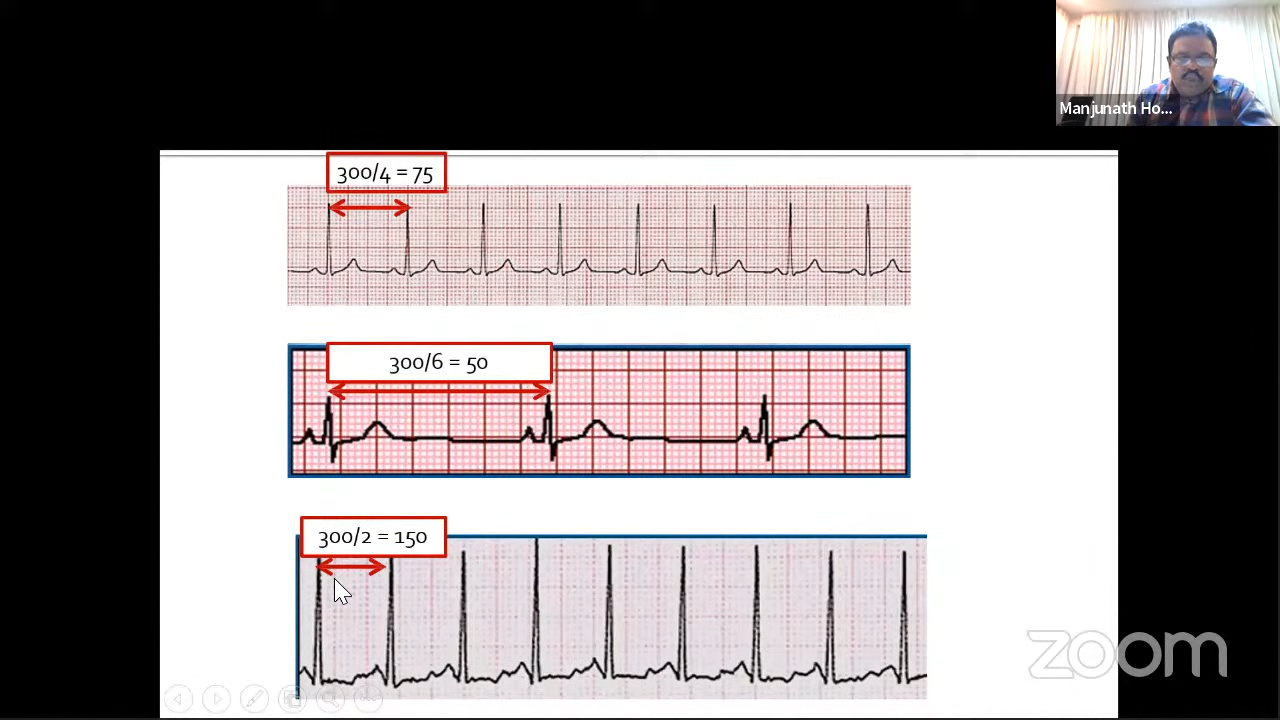 Manjunath Ho...
300/4 = 75
300/6 = 50
300/2 = 150
zoom